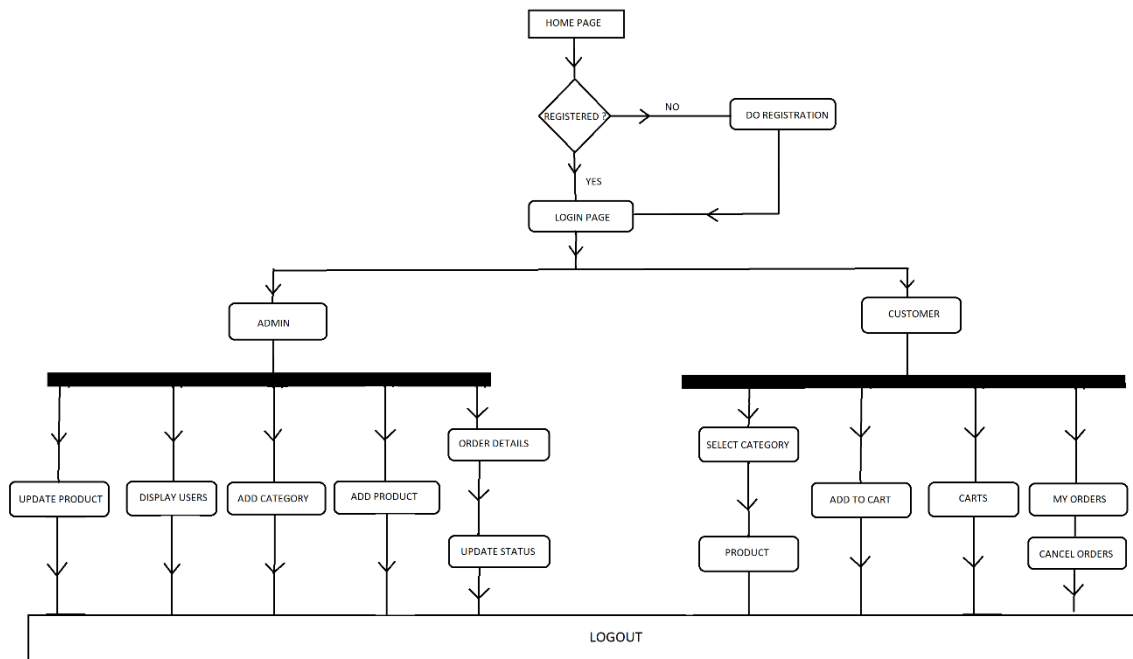 HOME PAGE
REGISTERED ?
NO
DO REGISTRATION
YES
LOGIN PAGE
ADMIN
CUSTOMER
ORDER DETAILS
SELECT CATEGORY
UPDATE PRODUCT
DISPLAY USERS
ADD CATEGORY
ADD PRODUCT
ADD TO CART
CARTS
MY ORDERS
UPDATE STATUS
PRODUCT
CANCEL ORDERS
LOGOUT